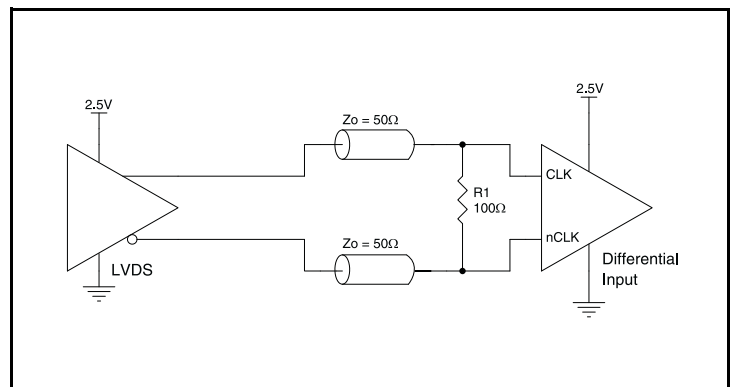 2.5V
2.5V
Zo = 50Ω
CLK
R1
100Ω
nCLK
Zo = 50Ω
LVDS
Differential
Input